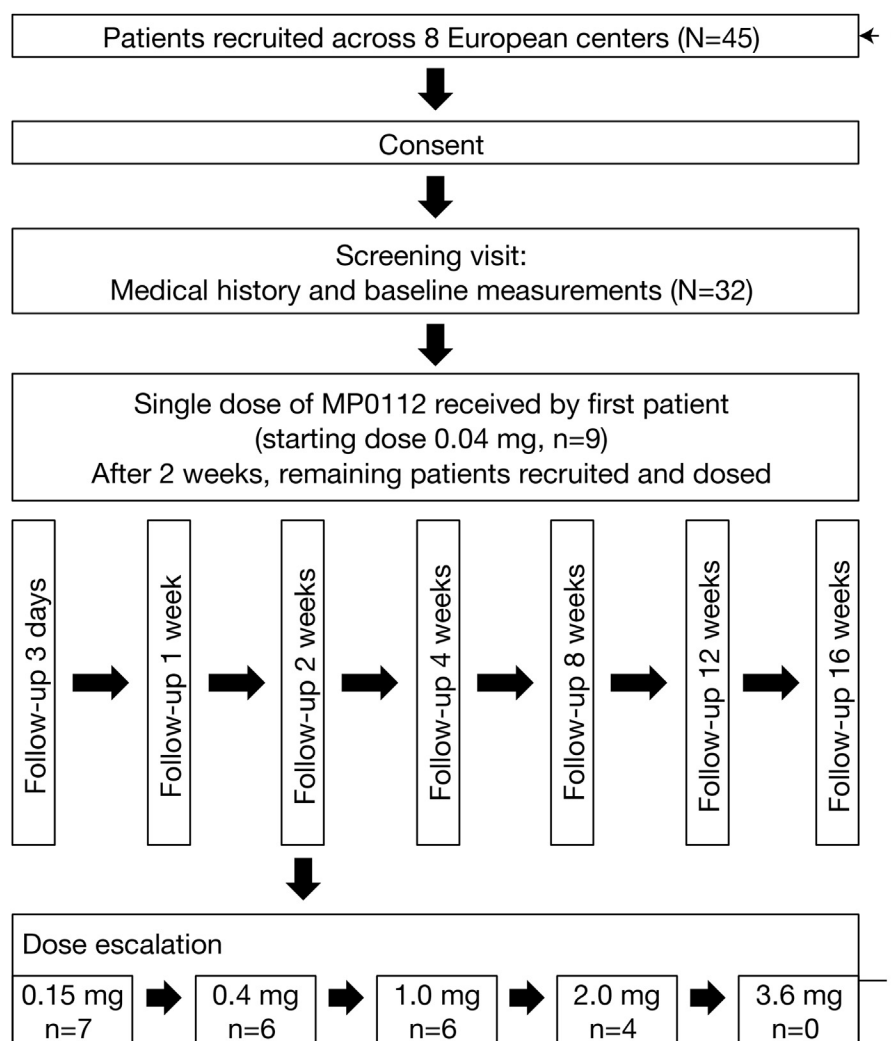 Patients recruited across 8 European centers (N=45)
Consent
Screening visit:
Medical history and baseline measurements (N=32)
Single dose of MP0112 received by first patient
(starting dose 0.04 mg, n=9)
After 2 weeks, remaining patients recruited and dosed
Follow-up 3 days
Follow-up 1 week
Follow-up 2 weeks
Follow-up 4 weeks
Follow-up 8 weeks
Follow-up 12 weeks
Follow-up 16 weeks
Dose escalation
0.15 mg
n=7
0.4 mg
n=6
1.0 mg
n=6
2.0 mg
n=4
3.6 mg
n=0